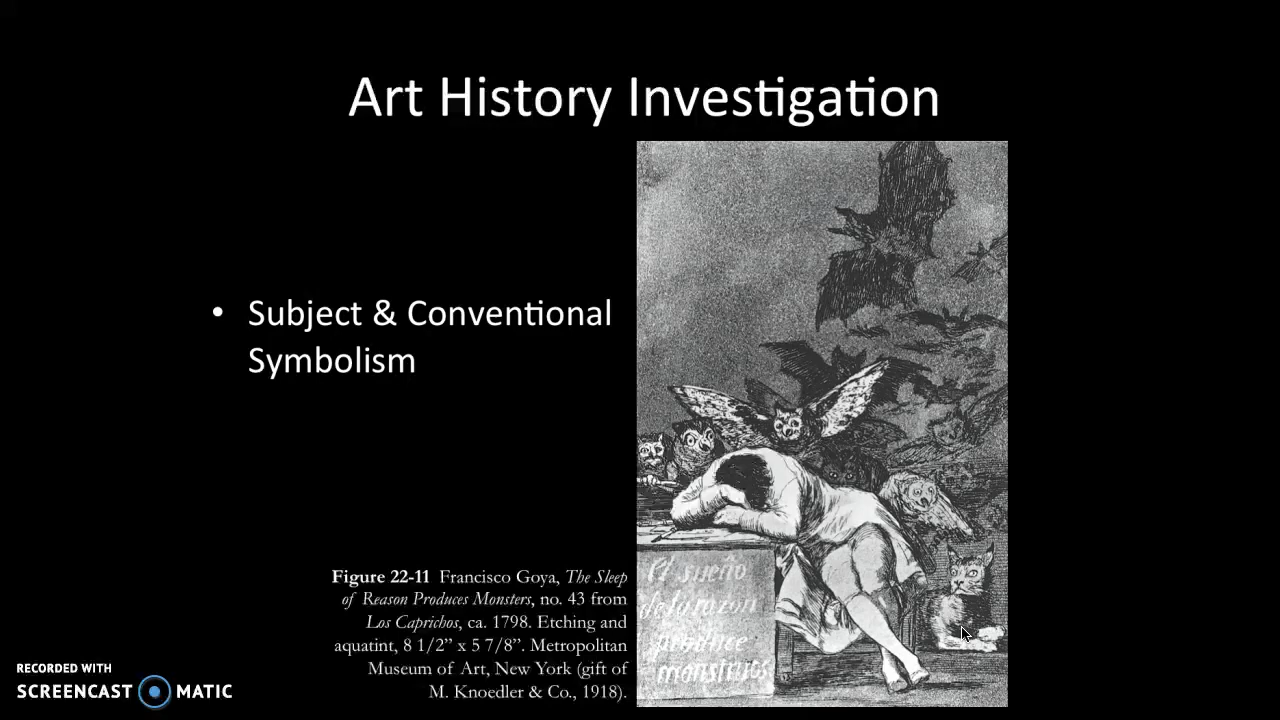 Art History Investigation
• Subject & Conventional
Symbolism
Figure 22-11 Francisco Goya, The Sleep
of Reason Produces Monsters, no. 43 from
Los Caprichos, ca. 1798. Etching and
aquatint, 8 1/2” x 5 7/8”. Metropolitan
Museum of Art, New York (gift of
M. Knoedler & Co., 1918).
El sueño
de la razon
produce
monstruos
RECORDED WITH
SCREENCAST MATIC